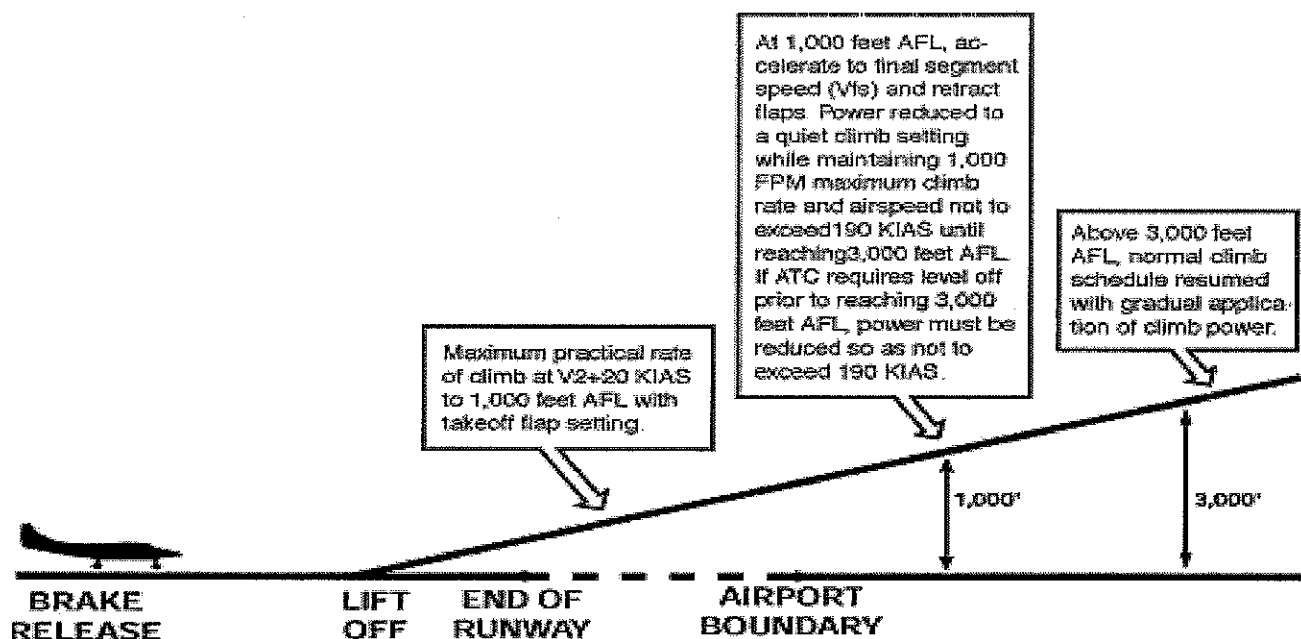 At 1,000 feet AFL, ac-
celerate to final segment
speed (Vfs) and retract
flaps. Power reduced to
a quiet climb setting
while maintaining 1,000
FPM maximum climb
rate and airspeed not to
exceed190 KIAS until
reaching3,000 feet AFL.
If ATC requires level off
prior to reaching 3,000
feet AFL, power must be
reduced so as not to
exceed 190 KIAS.
Above 3,000 feet
AFL, normal climb
schedule resumed
with gradual applica-
tion of climb power.
Maximum practical rate
of climb at V2+20 KIAS
to 1,000 feet AFL with
takeoff flap setting.
1,000'
3,000'
BRAKE
RELEASE
LIFT
OFF
END OF
RUNWAY
AIRPORT
BOUNDARY